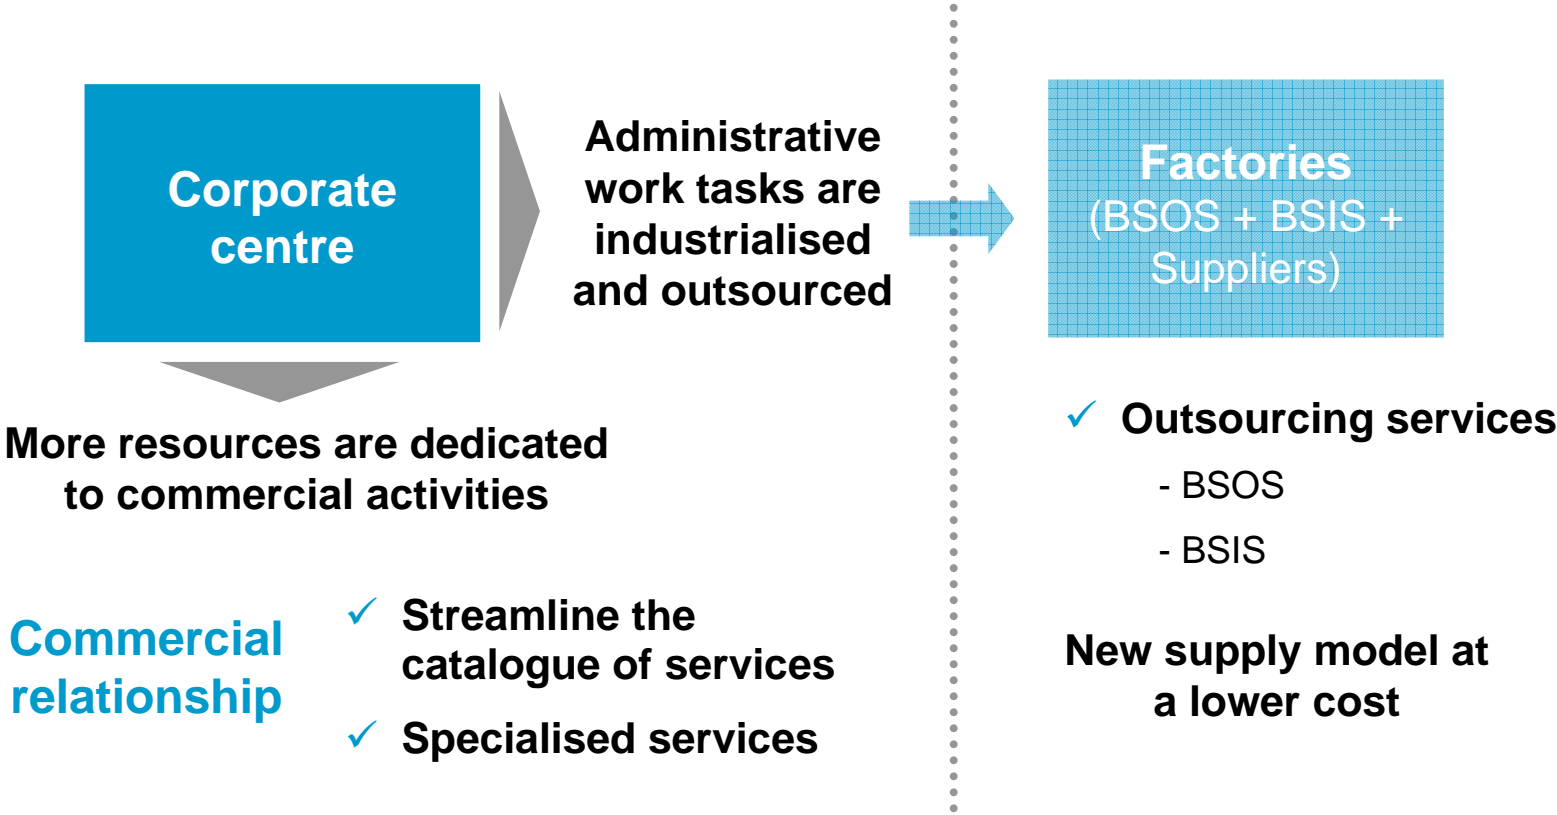 Corporate
centre
Administrative
work tasks are
industrialised
and outsourced
Factories
(BSOS + BSIS +
Suppliers)
More resources are dedicated
to commercial activities
Commercial
relationship
✓ Streamline the
catalogue of services
✓ Specialised services
✓ Outsourcing services
- BSOS
- BSIS
New supply model at
a lower cost